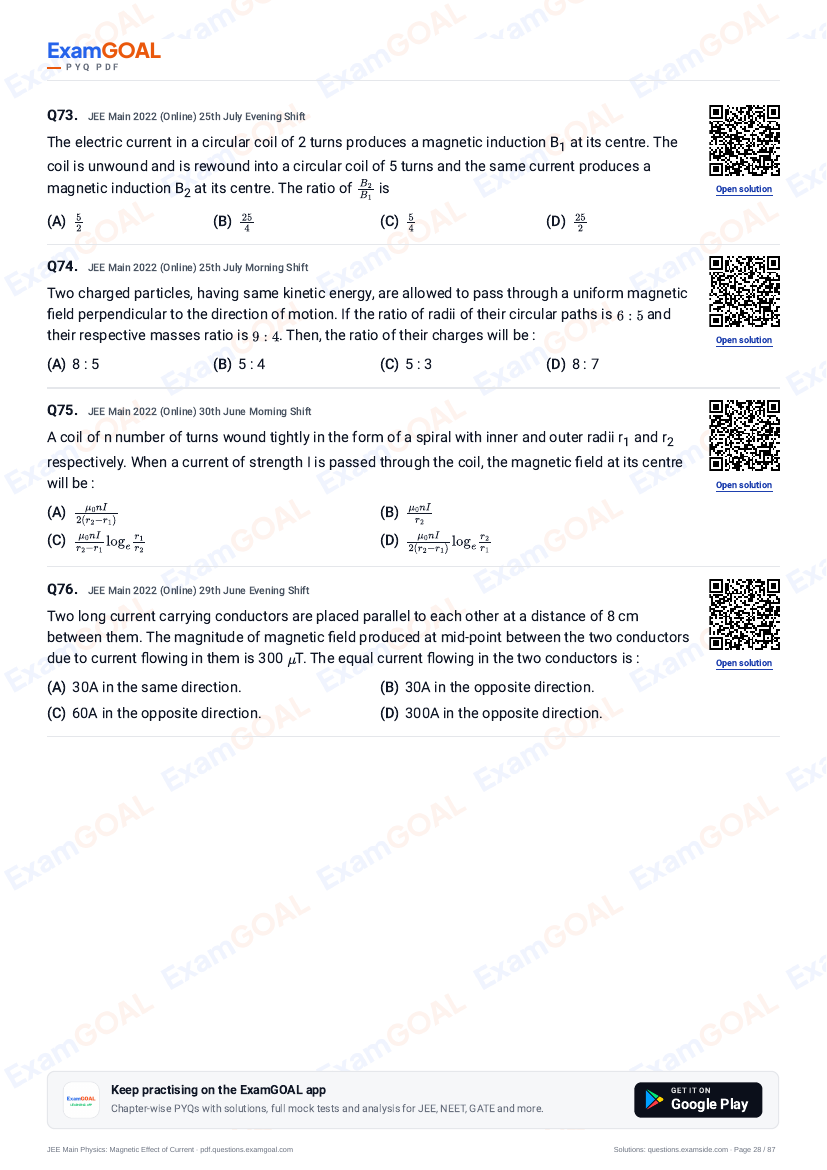 ExamGOAL
PYQ PDF
Q73. JEE Main 2022 (Online) 25th July Evening Shift
The electric current in a circular coil of 2 turns produces a magnetic induction B1 at its centre. The
coil is unwound and is rewound into a circular coil of 5 turns and the same current produces a
magnetic induction B2 at its centre. The ratio of B2/B1 is
Open solution
(A) 5/2 (B) 25/4 (C) 5/4 (D) 25/2
Q74. JEE Main 2022 (Online) 25th July Morning Shift
Two charged particles, having same kinetic energy, are allowed to pass through a uniform magnetic
field perpendicular to the direction of motion. If the ratio of radii of their circular paths is 6 : 5 and
their respective masses ratio is 9 : 4. Then, the ratio of their charges will be :
Open solution
(A) 8 : 5 (B) 5 : 4 (C) 5 : 3 (D) 8 : 7
Q75. JEE Main 2022 (Online) 30th June Morning Shift
A coil of n number of turns wound tightly in the form of a spiral with inner and outer radii r1 and r2
respectively. When a current of strength I is passed through the coil, the magnetic field at its centre
will be :
Open solution
(A) μ0nI/2(r2−r1) (B) μ0nI/r2
(C) μ0nI/r2−r1 loge r1/r2 (D) μ0nI/2(r2−r1) loge r2/r1
Q76. JEE Main 2022 (Online) 29th June Evening Shift
Two long current carrying conductors are placed parallel to each other at a distance of 8 cm
between them. The magnitude of magnetic field produced at mid-point between the two conductors
due to current flowing in them is 300 μT. The equal current flowing in the two conductors is :
Open solution
(A) 30A in the same direction. (B) 30A in the opposite direction.
(C) 60A in the opposite direction. (D) 300A in the opposite direction.
Keep practising on the ExamGOAL app
Chapter-wise PYQs with solutions, full mock tests and analysis for JEE, NEET, GATE and more.
GET IT ON
Google Play
JEE Main Physics: Magnetic Effect of Current · pdf.questions.examgoal.com
Solutions: questions.examside.com · Page 28 / 87